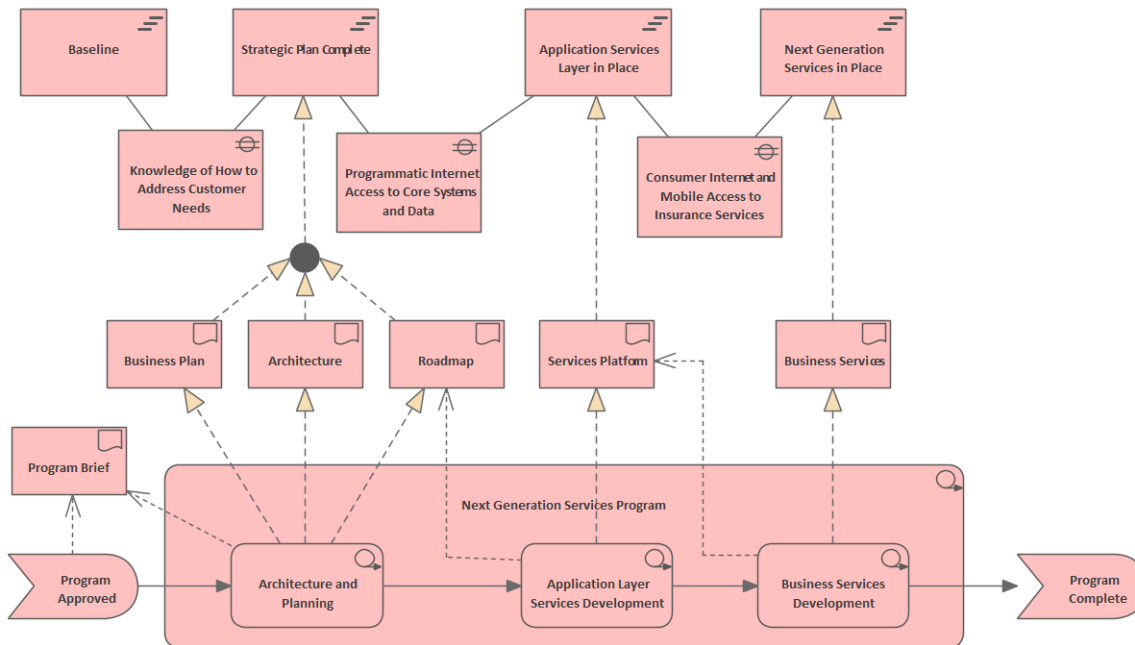 Baseline
Strategic Plan Complete
Application Services
Layer in Place
Next Generation
Services in Place
Knowledge of How to
Address Customer
Needs
Programmatic Internet
Access to Core Systems
and Data
Consumer Internet and
Mobile Access to
Insurance Services
Business Plan
Architecture
Roadmap
Services Platform
Business Services
Program Brief
Next Generation Services Program
Program
Approved
Architecture and
Planning
Application Layer
Services Development
Business Services
Development
Program
Complete